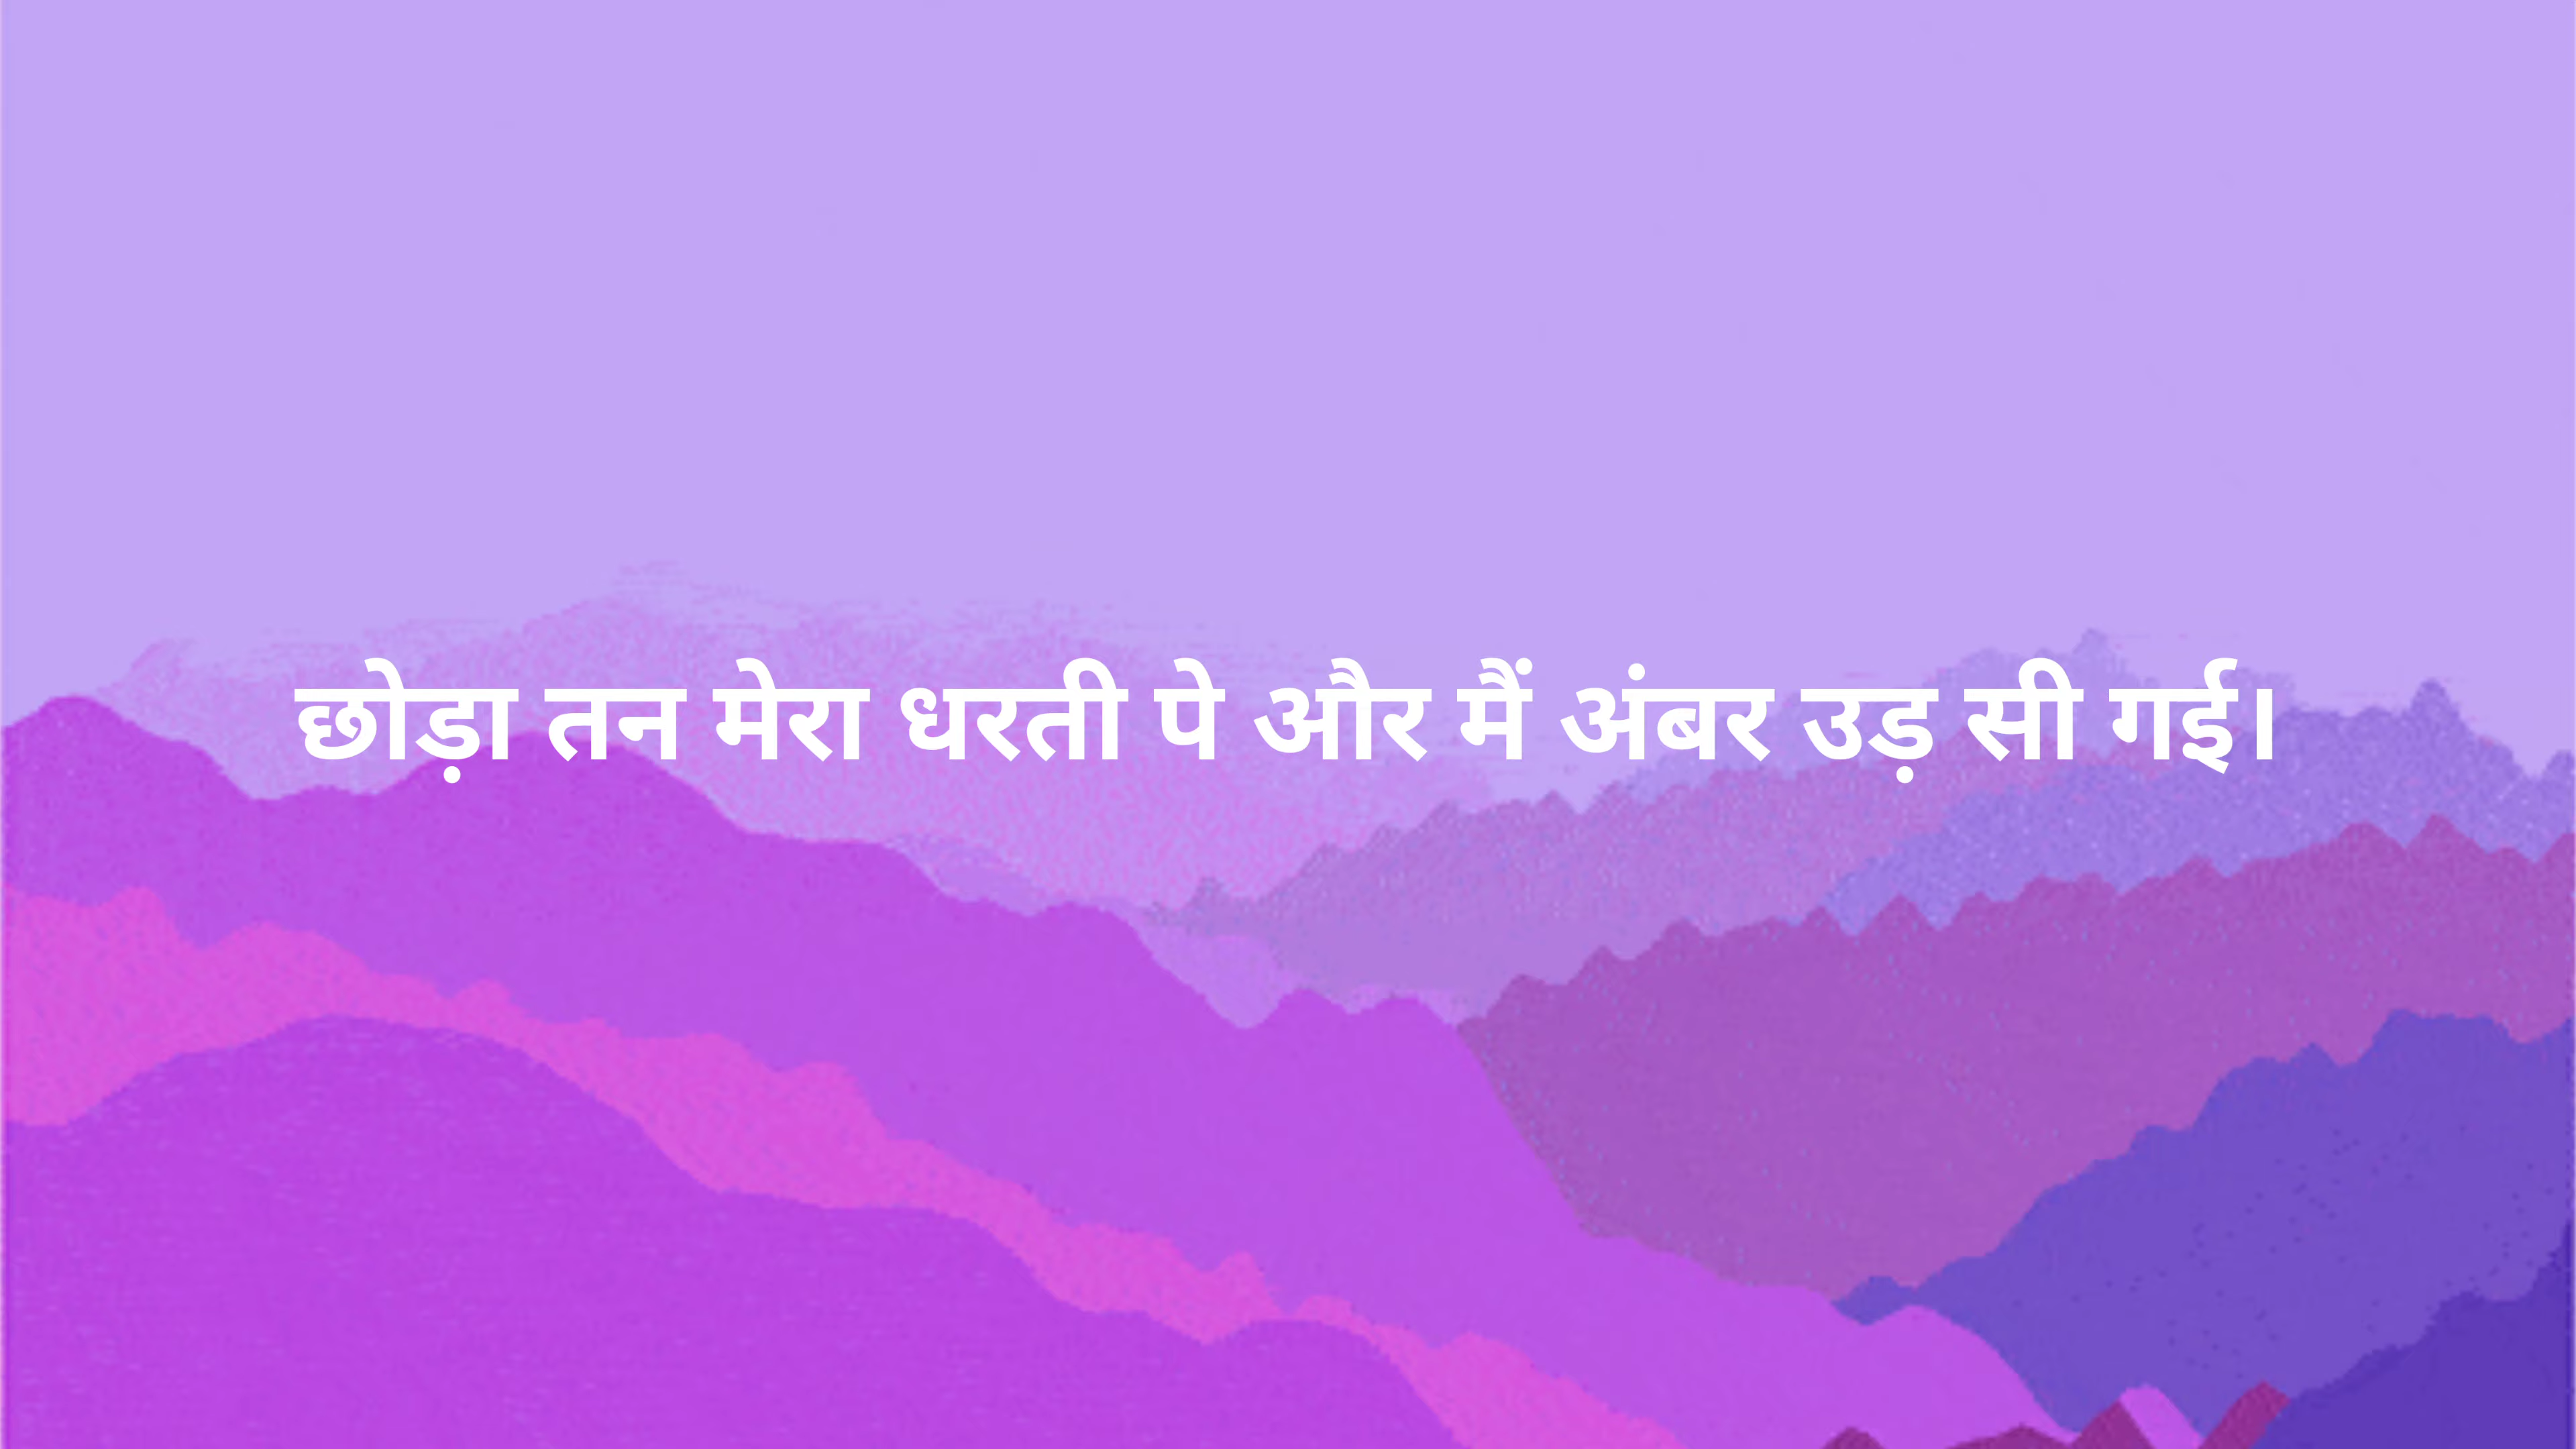 छोड़ा तन मेरा धरती पे और मैं अंबर उड़ सी गई।